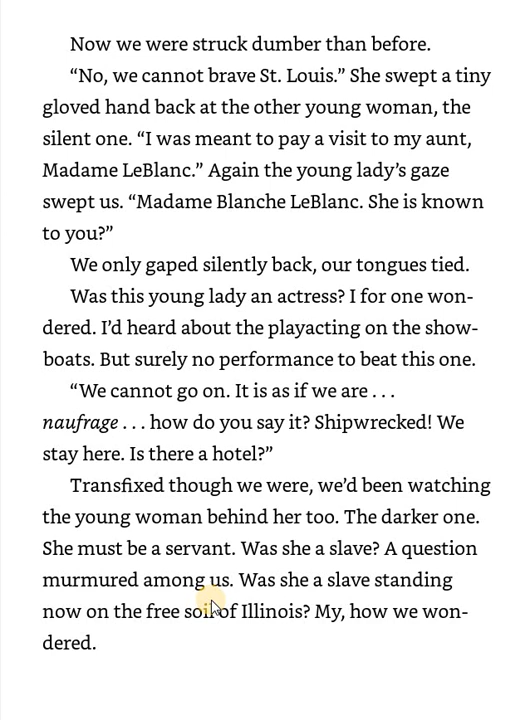 Now we were struck dumber than before.
“No, we cannot brave St. Louis.” She swept a tiny
gloved hand back at the other young woman, the
silent one. “I was meant to pay a visit to my aunt,
Madame LeBlanc.” Again the young lady’s gaze
swept us. “Madame Blanche LeBlanc. She is known
to you?”
We only gaped silently back, our tongues tied.
Was this young lady an actress? I for one won-
dered. I’d heard about the playacting on the show-
boats. But surely no performance to beat this one.
“We cannot go on. It is as if we are . . .
naufrage . . . how do you say it? Shipwrecked! We
stay here. Is there a hotel?”
Transfixed though we were, we’d been watching
the young woman behind her too. The darker one.
She must be a servant. Was she a slave? A question
murmured among us. Was she a slave standing
now on the free soil of Illinois? My, how we won-
dered.